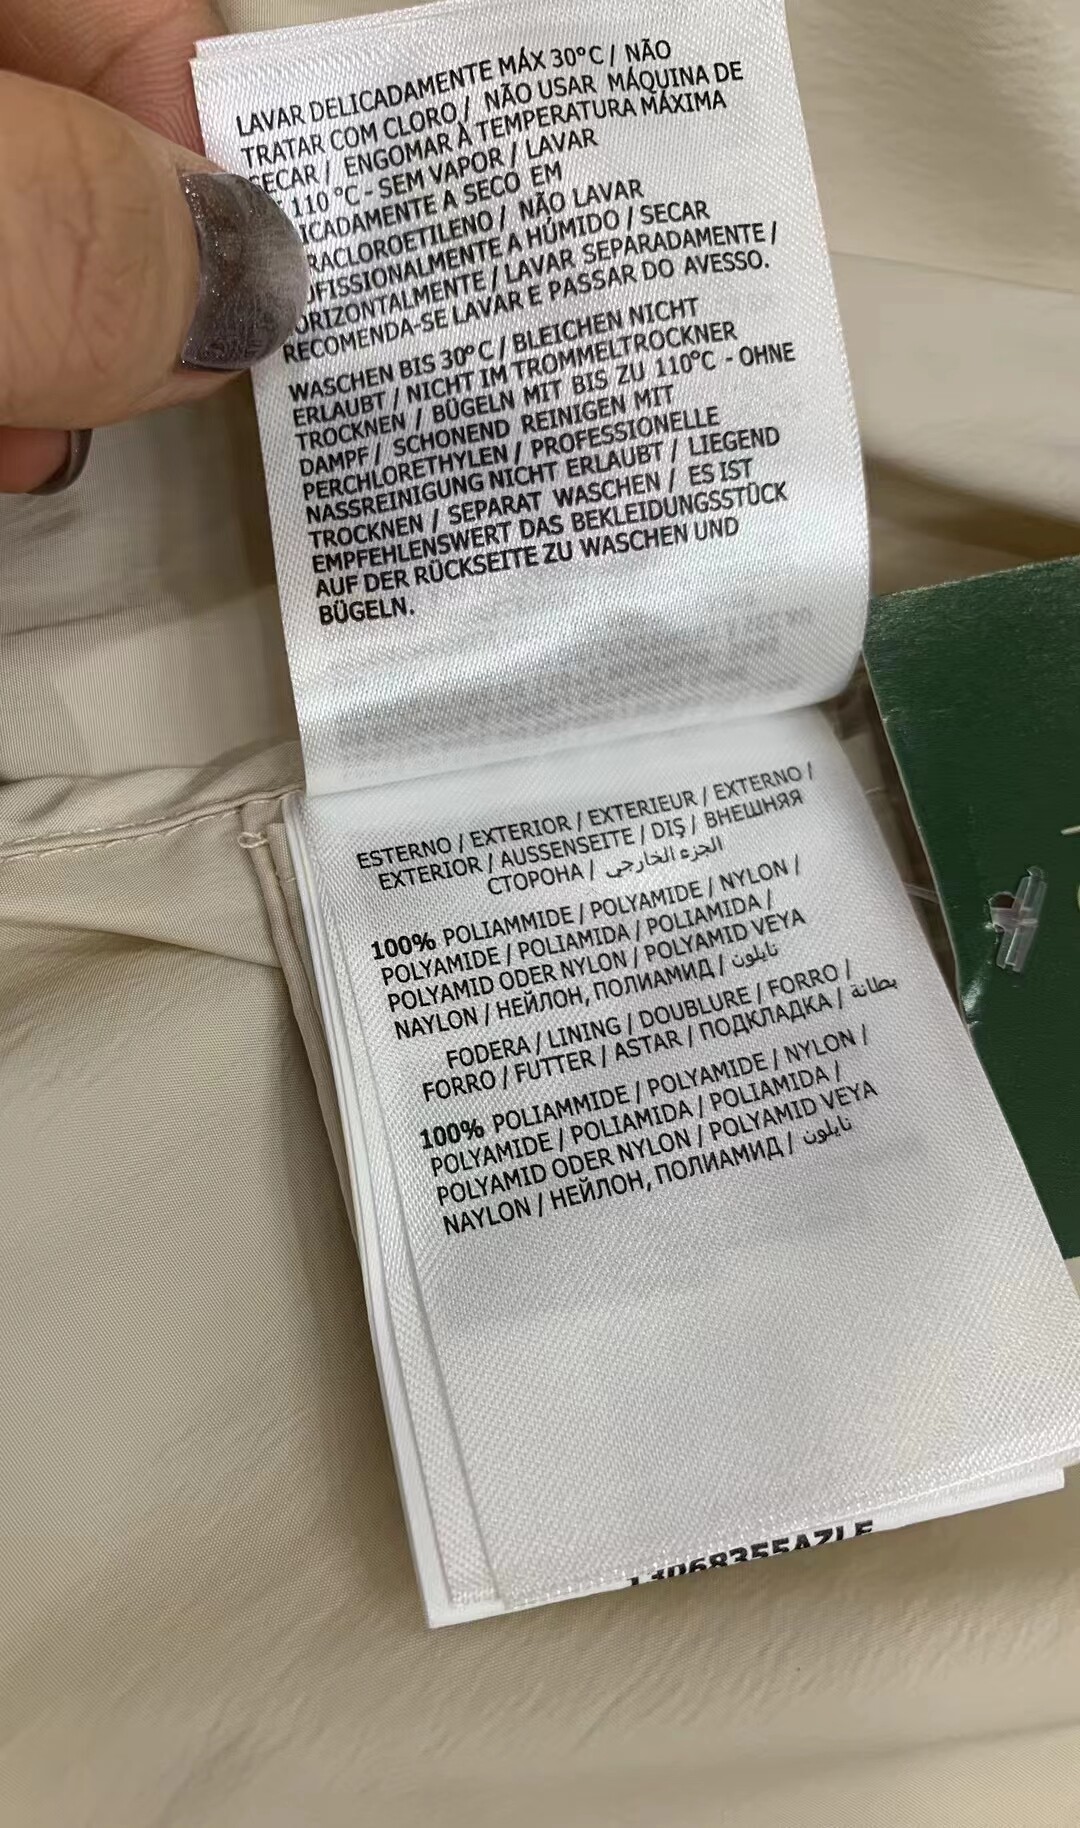 LAVAR DELICADAMENTE MÁX 30°C / NÃO
TRATAR COM CLORO / NÃO USAR MÁQUINA DE
SECAR / ENGOMAR À TEMPERATURA MÁXIMA
110 °C - SEM VAPOR / LAVAR
ICADAMENTE A SECO EM
RACLOROETILENO / NÃO LAVAR
OFISSIONALMENTE A HÚMIDO / SECAR
ORIZONTALMENTE / LAVAR SEPARADAMENTE /
RECOMENDA-SE LAVAR E PASSAR DO AVESSO.
WASCHEN BIS 30°C / BLEICHEN NICHT
ERLAUBT / NICHT IM TROMMELTROCKNER
TROCKNEN / BÜGELN MIT BIS ZU 110°C - OHNE
DAMPF / SCHONEND REINIGEN MIT
PERCHLORETHYLEN / PROFESSIONELLE
NASSREINIGUNG NICHT ERLAUBT / LIEGEND
TROCKNEN / SEPARAT WASCHEN / ES IST
EMPFEHLENSWERT DAS BEKLEIDUNGSSTÜCK
AUF DER RÜCKSEITE ZU WASCHEN UND
BÜGELN.
ESTERNO / EXTERIOR / EXTERIEUR / EXTERNO /
EXTERIOR / AUSSENSEITE / DIŞ / ВНЕШНЯЯ
СТОРОНА / الجزء الخارجي
100% POLIAMMIDE / POLYAMIDE / NYLON /
POLYAMIDE / POLIAMIDA / POLIAMIDA /
POLYAMID ODER NYLON / POLYAMID VEYA
NAYLON / НЕЙЛОН, ПОЛИАМИД / نايلون
FODERA / LINING / DOUBLURE / FORRO /
FORRO / FUTTER / ASTAR / ПОДКЛАДКА / بطانة
100% POLIAMMIDE / POLYAMIDE / NYLON /
POLYAMIDE / POLIAMIDA / POLIAMIDA /
POLYAMID ODER NYLON / POLYAMID VEYA
NAYLON / НЕЙЛОН, ПОЛИАМИД / نايلون